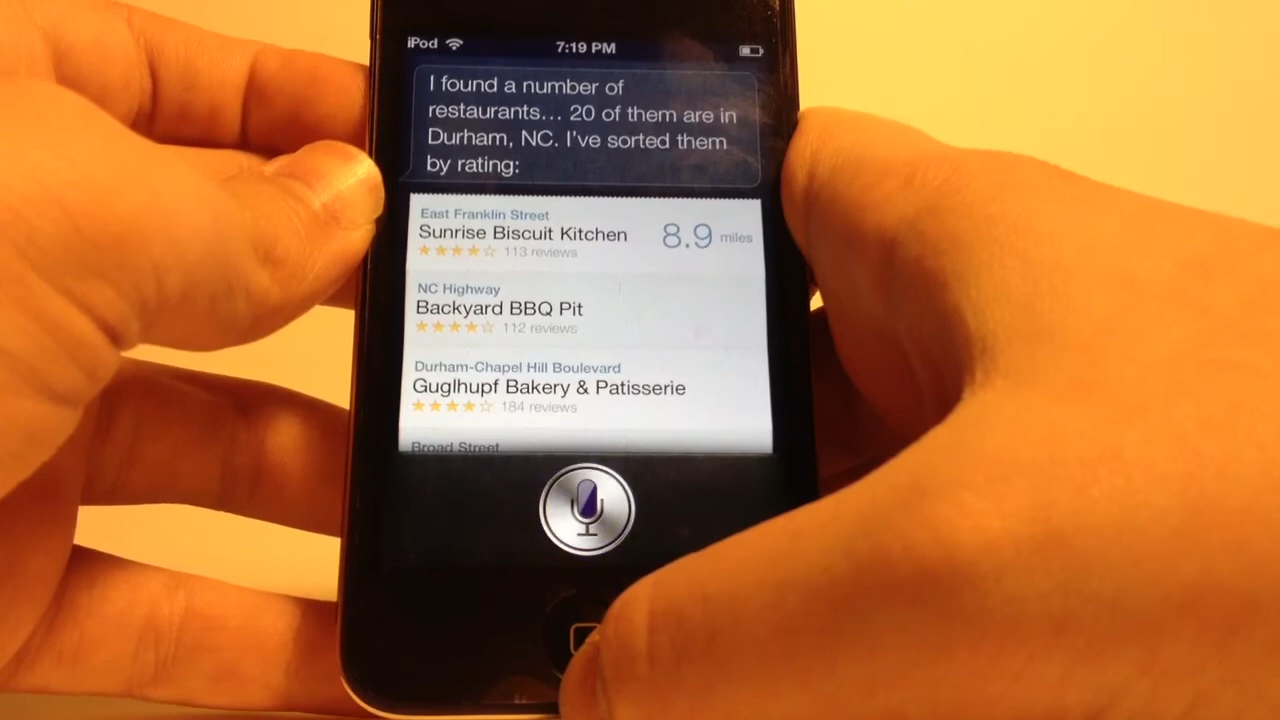 iPod 7:19 PM
I found a number of
restaurants... 20 of them are in
Durham, NC. I've sorted them
by rating:
East Franklin Street
Sunrise Biscuit Kitchen 8.9 miles
113 reviews
NC Highway
Backyard BBQ Pit
112 reviews
Durham-Chapel Hill Boulevard
Guglhupf Bakery & Patisserie
184 reviews
Broad Street